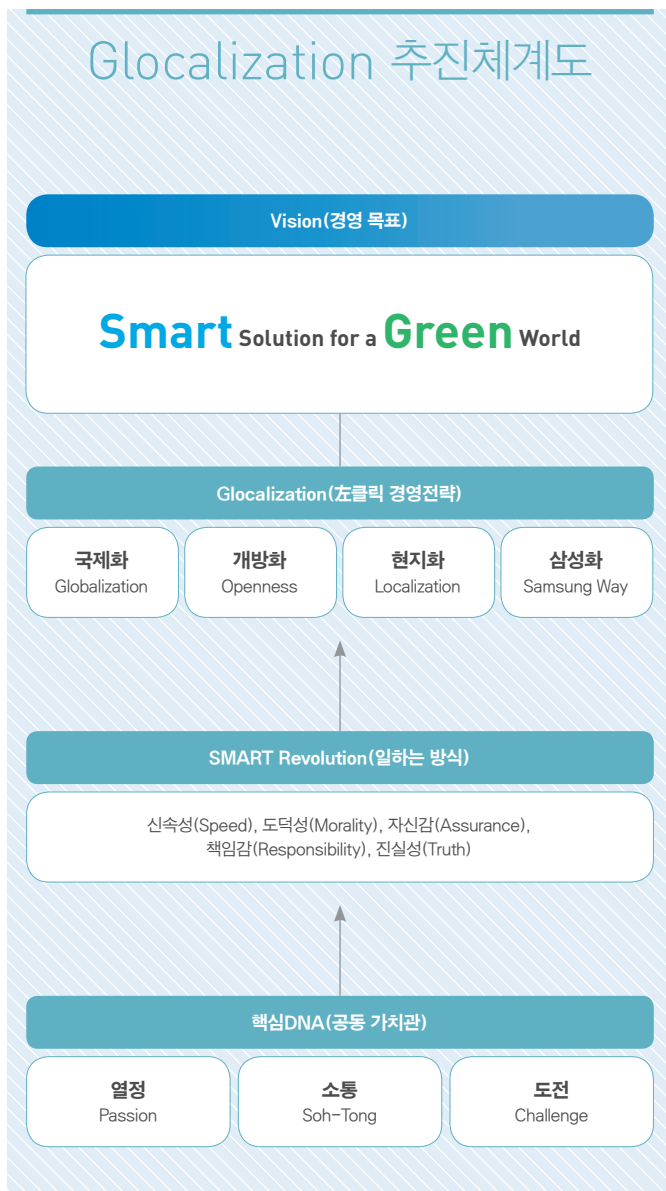 Glocalization 추진체계도
Vision(경영 목표)
Smart Solution for a Green World
Glocalization(左클릭 경영전략)
국제화
Globalization
개방화
Openness
현지화
Localization
삼성화
Samsung Way
SMART Revolution(일하는 방식)
신속성(Speed), 도덕성(Morality), 자신감(Assurance),
책임감(Responsibility), 진실성(Truth)
핵심DNA(공동 가치관)
열정
Passion
소통
Soh-Tong
도전
Challenge